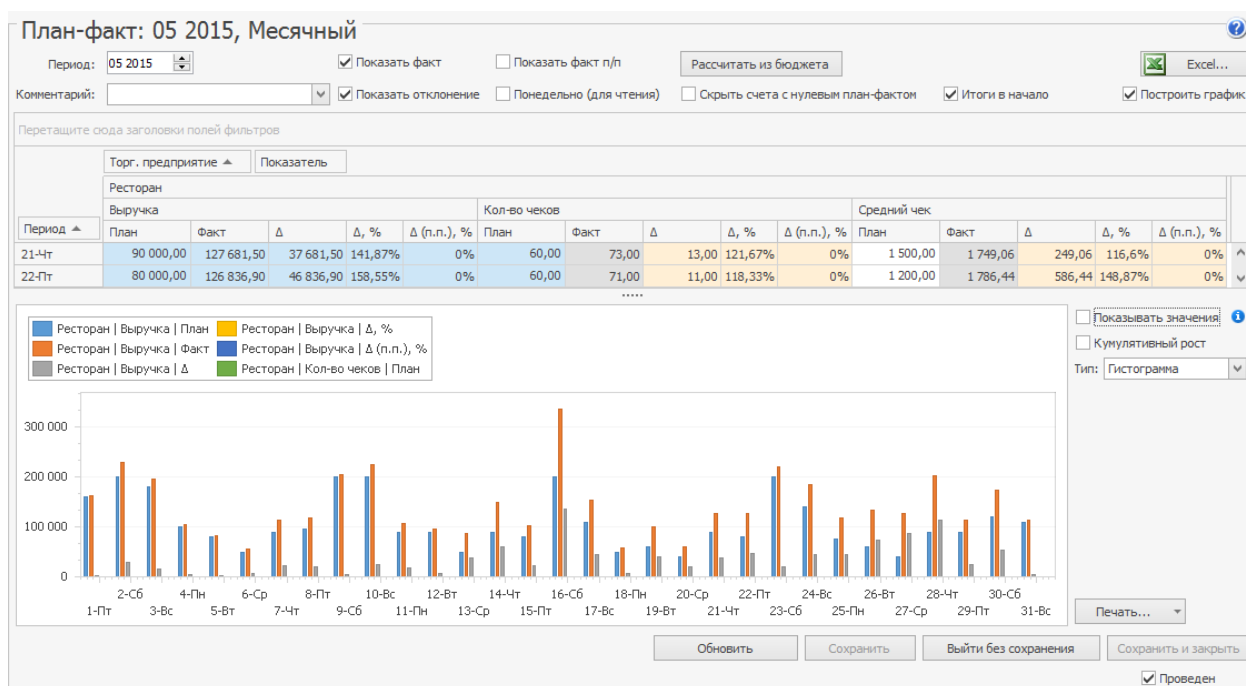 План-факт: 05 2015, Месячный
Период: 05 2015 Показать факт Показать факт п/п Рассчитать из бюджета Excel...
Комментарий: Показать отклонение Понедельно (для чтения) Скрыть счета с нулевым план-фактом Итоги в начало Построить график
Перетащите сюда заголовки полей фильтров
Торг. предприятие Показатель
Ресторан
Выручка Кол-во чеков Средний чек
Период План Факт Δ Δ, % Δ (п.п.), % План Факт Δ Δ, % Δ (п.п.), % План Факт Δ Δ, % Δ (п.п.), %
21-Чт 90 000,00 127 681,50 37 681,50 141,87% 0% 60,00 73,00 13,00 121,67% 0% 1 500,00 1 749,06 249,06 116,6% 0%
22-Пт 80 000,00 126 836,90 46 836,90 158,55% 0% 60,00 71,00 11,00 118,33% 0% 1 200,00 1 786,44 586,44 148,87% 0%
Ресторан | Выручка | План Ресторан | Выручка | Δ, %
Ресторан | Выручка | Факт Ресторан | Выручка | Δ (п.п.), %
Ресторан | Выручка | Δ Ресторан | Кол-во чеков | План
Показывать значения
Кумулятивный рост
Тип: Гистограмма
300 000
200 000
100 000
0
2-Сб 4-Пн 6-Ср 8-Пт 10-Вс 12-Вт 14-Чт 16-Сб 18-Пн 20-Ср 22-Пт 24-Вс 26-Вт 28-Чт 30-Сб
1-Пт 3-Вс 5-Вт 7-Чт 9-Сб 11-Пн 13-Ср 15-Пт 17-Вс 19-Вт 21-Чт 23-Сб 25-Пн 27-Ср 29-Пт 31-Вс
Печать...
Обновить Сохранить Выйти без сохранения Сохранить и закрыть
Проведен